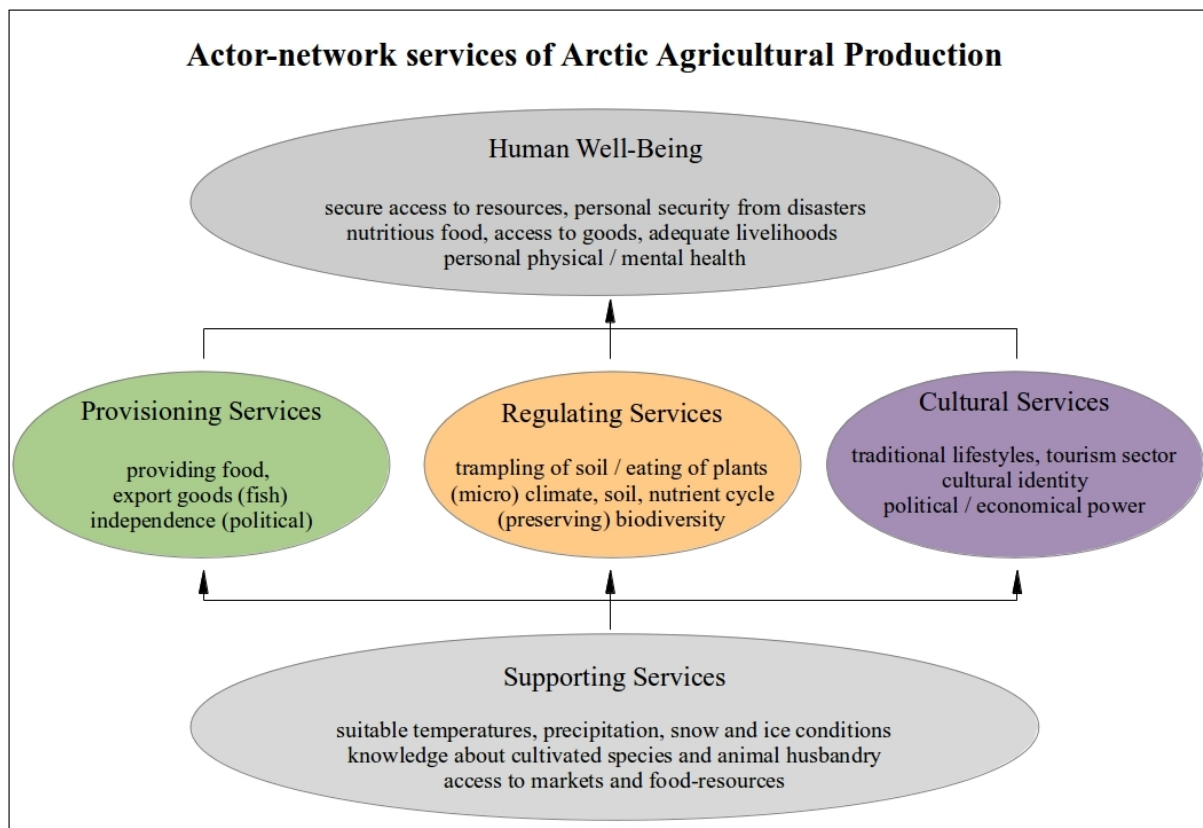 Actor-network services of Arctic Agricultural Production
Human Well-Being
secure access to resources, personal security from disasters
nutritious food, access to goods, adequate livelihoods
personal physical / mental health
Provisioning Services
providing food,
export goods (fish)
independence (political)
Regulating Services
trampling of soil / eating of plants
(micro) climate, soil, nutrient cycle
(preserving) biodiversity
Cultural Services
traditional lifestyles, tourism sector
cultural identity
political / economical power
Supporting Services
suitable temperatures, precipitation, snow and ice conditions
knowledge about cultivated species and animal husbandry
access to markets and food-resources